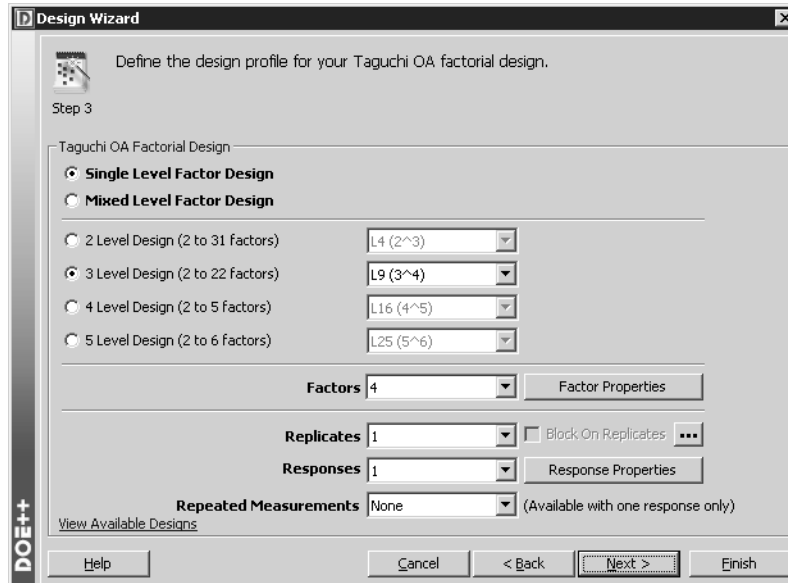 Design Wizard
Define the design profile for your Taguchi OA factorial design.
Step 3
Taguchi OA Factorial Design
Single Level Factor Design
Mixed Level Factor Design
2 Level Design (2 to 31 factors) L4 (2^3)
3 Level Design (2 to 22 factors) L9 (3^4)
4 Level Design (2 to 5 factors) L16 (4^5)
5 Level Design (2 to 6 factors) L25 (5^6)
Factors 4 Factor Properties
Replicates 1 Block On Replicates ...
Responses 1 Response Properties
Repeated Measurements None (Available with one response only)
View Available Designs
DOE++
Help Cancel < Back Next > Finish